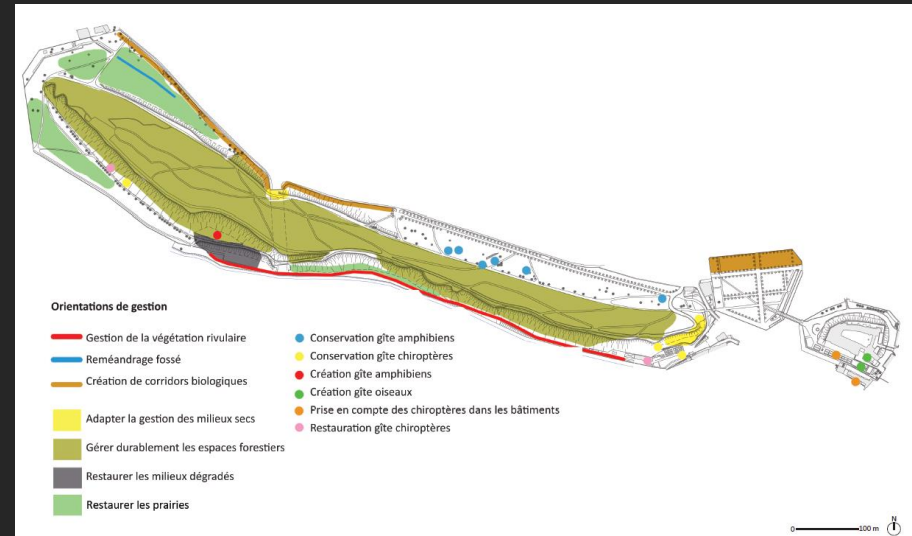 Orientations de gestion
Gestion de la végétation rivulaire
Reméandrage fossé
Création de corridors biologiques
Adapter la gestion des milieux secs
Gérer durablement les espaces forestiers
Restaurer les milieux dégradés
Restaurer les prairies
Conservation gîte amphibiens
Conservation gîte chiroptères
Création gîte amphibiens
Création gîte oiseaux
Prise en compte des chiroptères dans les bâtiments
Restauration gîte chiroptères
0 100 m
N